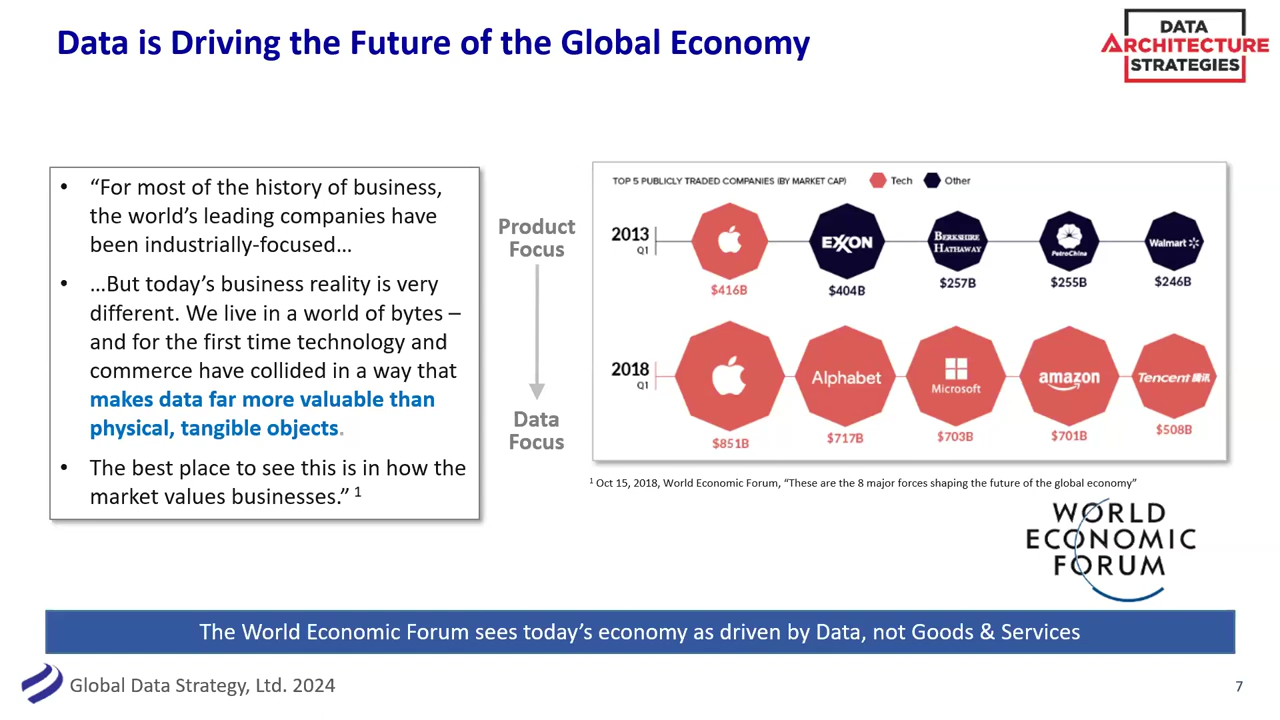 Data is Driving the Future of the Global Economy
DATA
ARCHITECTURE
STRATEGIES
• “For most of the history of business,
the world’s leading companies have
been industrially-focused…
• …But today’s business reality is very
different. We live in a world of bytes –
and for the first time technology and
commerce have collided in a way that
makes data far more valuable than
physical, tangible objects.
• The best place to see this is in how the
market values businesses.” 1
Product
Focus
Data
Focus
TOP 5 PUBLICLY TRADED COMPANIES (BY MARKET CAP) Tech Other
2013
Q1
EXXON
BERKSHIRE
HATHAWAY
PetroChina
Walmart
$416B $404B $257B $255B $246B
2018
Q1
Alphabet
Microsoft
amazon
Tencent 腾讯
$851B $717B $703B $701B $508B
1 Oct 15, 2018, World Economic Forum, “These are the 8 major forces shaping the future of the global economy”
WORLD
ECONOMIC
FORUM
The World Economic Forum sees today’s economy as driven by Data, not Goods & Services
Global Data Strategy, Ltd. 2024
7